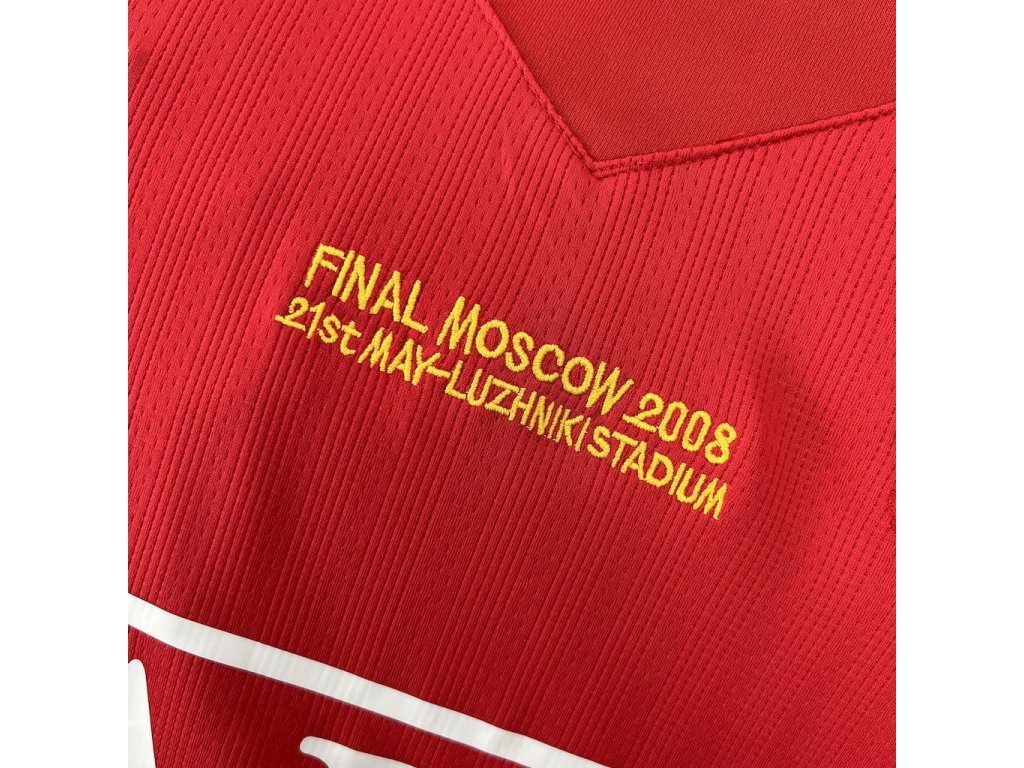 FINAL MOSCOW 2008
21st MAY-LUZHNIKI STADIUM